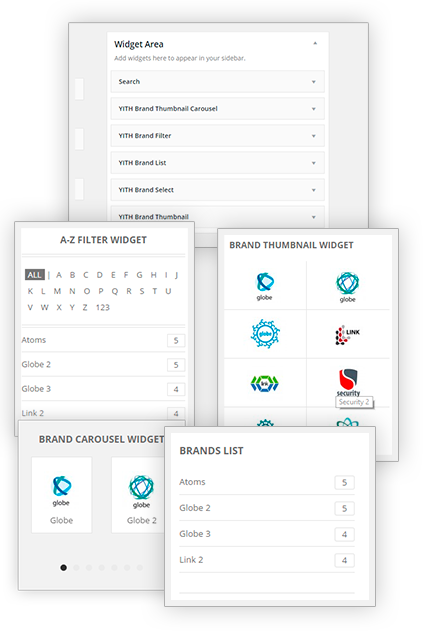 Widget Area
Add widgets here to appear in your sidebar.
Search
YITH Brand Thumbnail Carousel
YITH Brand Filter
YITH Brand List
YITH Brand Select
YITH Brand Thumbnail
A-Z FILTER WIDGET
ALL | A B C D E F G H I J
K L M N O P Q R S T U
V W X Y Z 123
Atoms 5
Globe 2 5
Globe 3 4
Link 2 4
BRAND THUMBNAIL WIDGET
globe globe
globe LINK
link security
Security 2
BRAND CAROUSEL WIDGET
globe globe
Globe Globe 2
BRANDS LIST
Atoms 5
Globe 2 5
Globe 3 4
Link 2 4